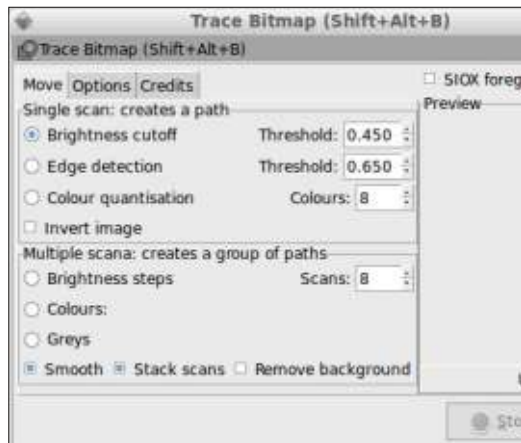 Trace Bitmap (Shift+Alt+B)
Trace Bitmap (Shift+Alt+B)
Move Options Credits
SIOX foreg
Single scan: creates a path
Preview
Brightness cutoff Threshold: 0.450
Edge detection Threshold: 0.650
Colour quantisation Colours: 8
Invert image
Multiple scana: creates a group of paths
Brightness steps Scans: 8
Colours:
Greys
Smooth Stack scans Remove background
Sto